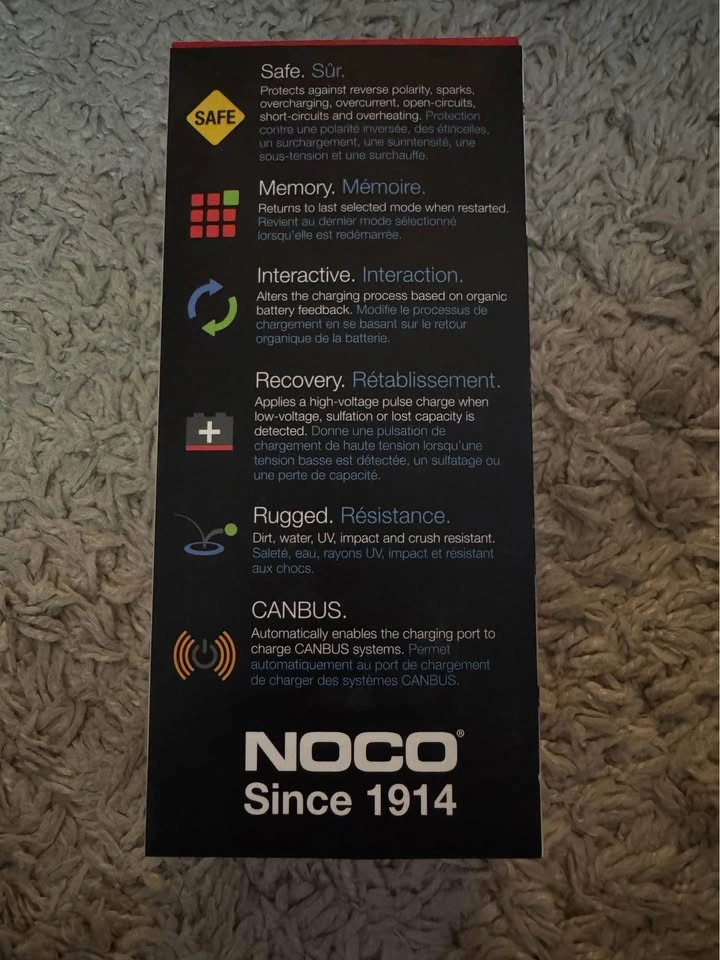 Safe. Sûr.
Protects against reverse polarity, sparks,
overcharging, overcurrent, open-circuits,
short-circuits and overheating. Protection
contre une polarité inversée, des étincelles,
un surchargement, une surintensité, une
sous-tension et une surchauffe.
SAFE
Memory. Mémoire.
Returns to last selected mode when restarted.
Revient au dernier mode sélectionné
lorsqu'elle est redémarrée.
Interactive. Interaction.
Alters the charging process based on organic
battery feedback. Modifie le processus de
chargement en se basant sur le retour
organique de la batterie.
Recovery. Rétablissement.
Applies a high-voltage pulse charge when
low-voltage, sulfation or lost capacity is
detected. Donne une pulsation de
chargement de haute tension lorsqu'une
tension basse est détectée, un sulfatage ou
une perte de capacité.
Rugged. Résistance.
Dirt, water, UV, impact and crush resistant.
Saleté, eau, rayons UV, impact et résistant
aux chocs.
CANBUS.
Automatically enables the charging port to
charge CANBUS systems. Permet
automatiquement au port de chargement
de charger des systèmes CANBUS.
NOCO®
Since 1914